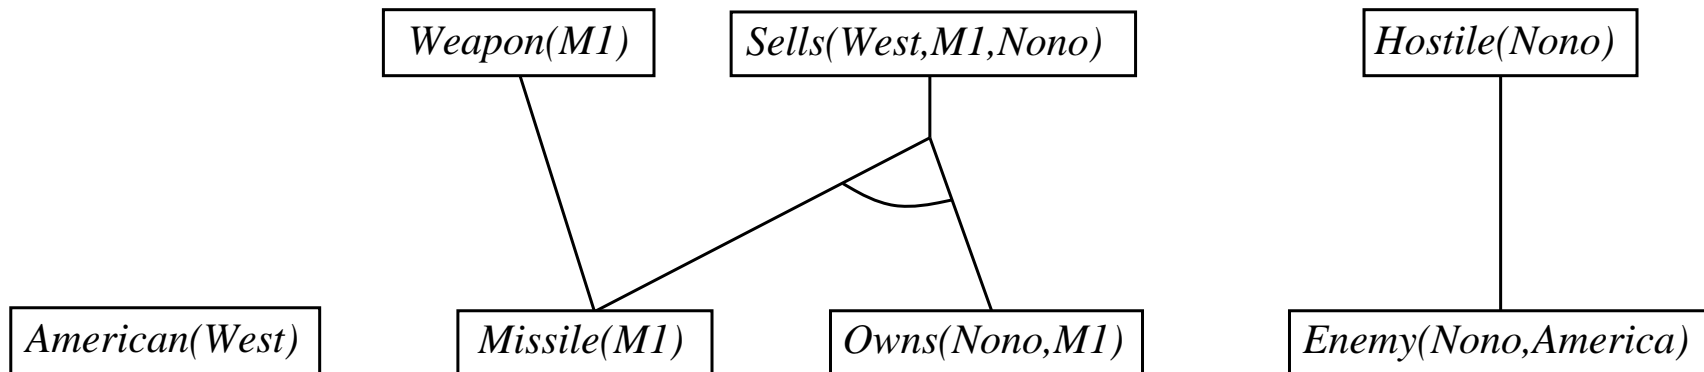 Weapon(M1)
Sells(West,M1,Nono)
Hostile(Nono)
American(West)
Missile(M1)
Owns(Nono,M1)
Enemy(Nono,America)